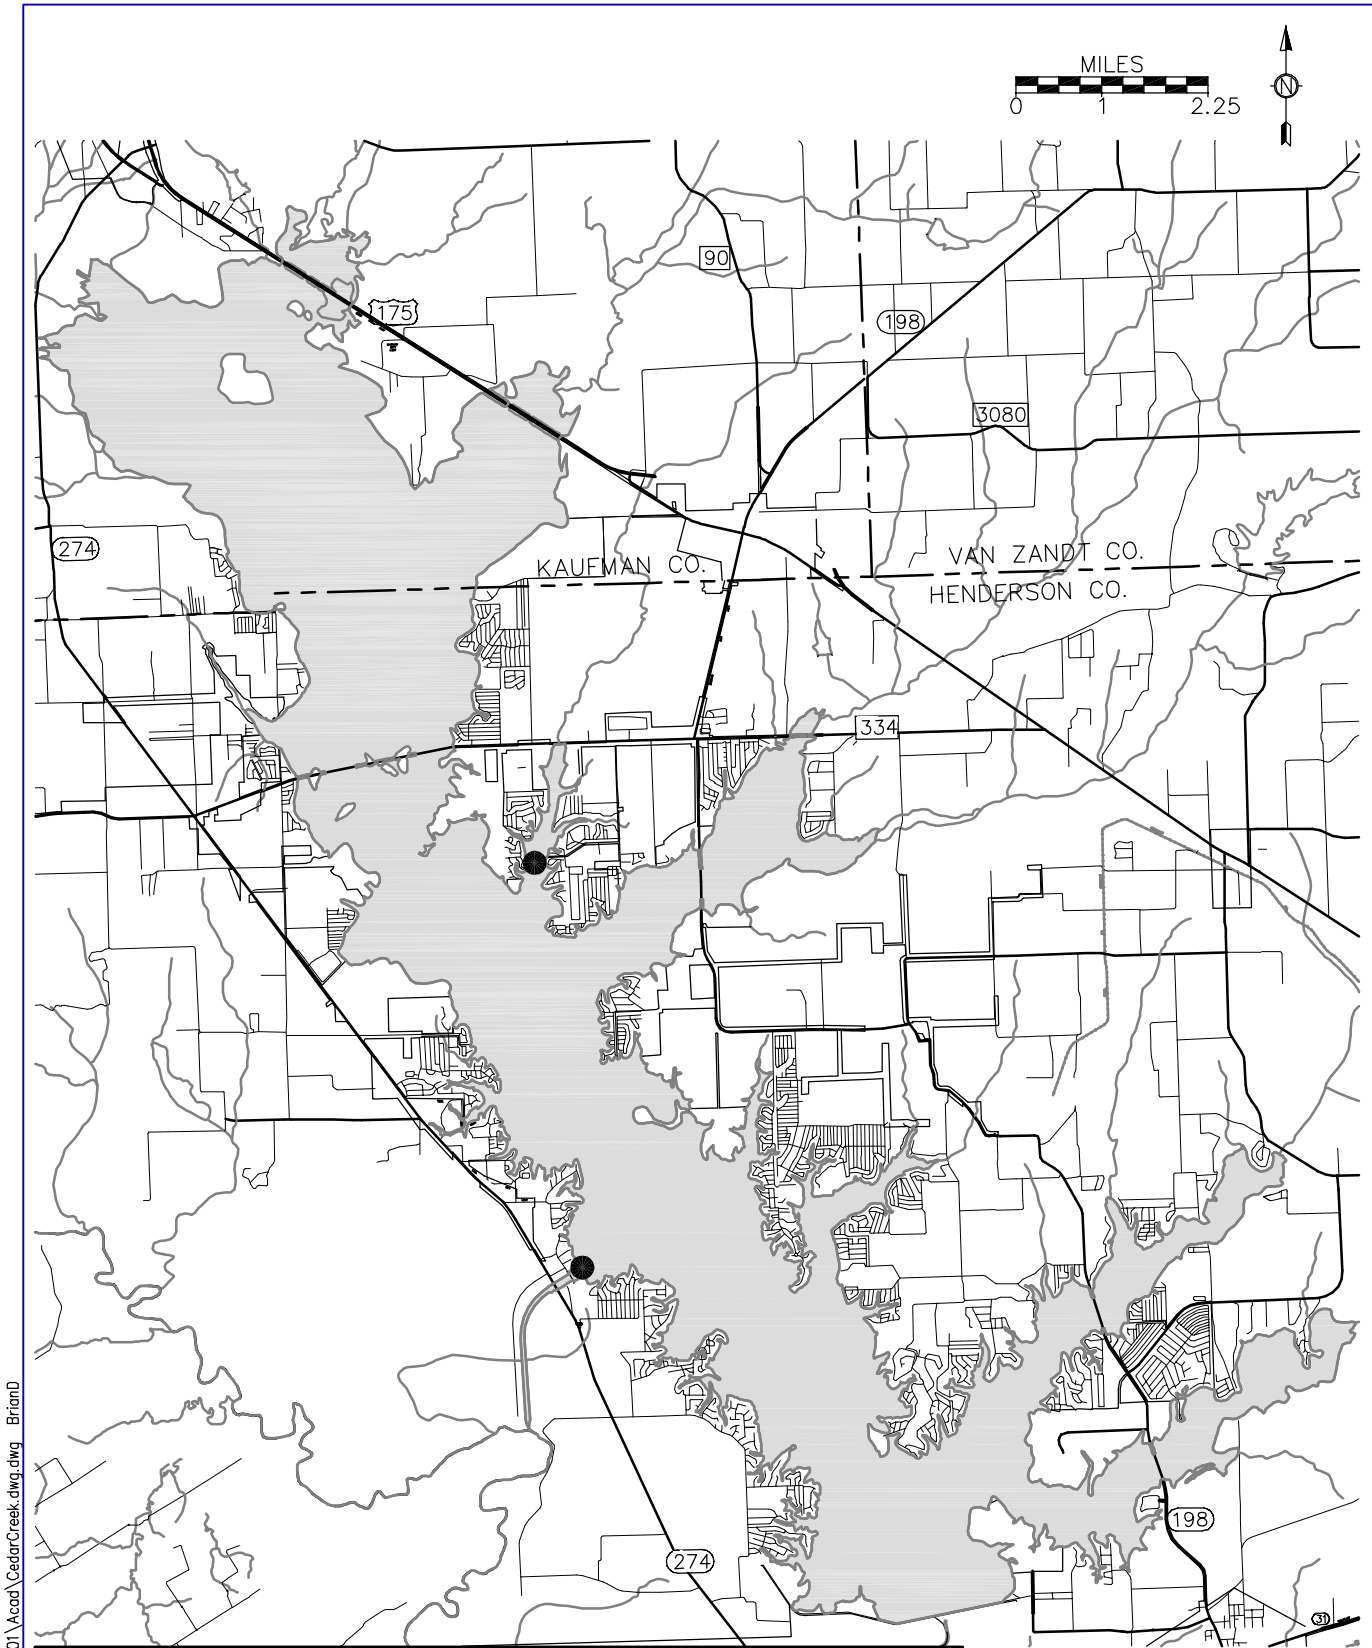 MILES
0 1 2.25
N
90
175
198
3080
274
KAUFMAN CO.
VAN ZANDT CO.
HENDERSON CO.
334
198
274
31
01\Acad\CedarCreek.dwg.dwg BrianD